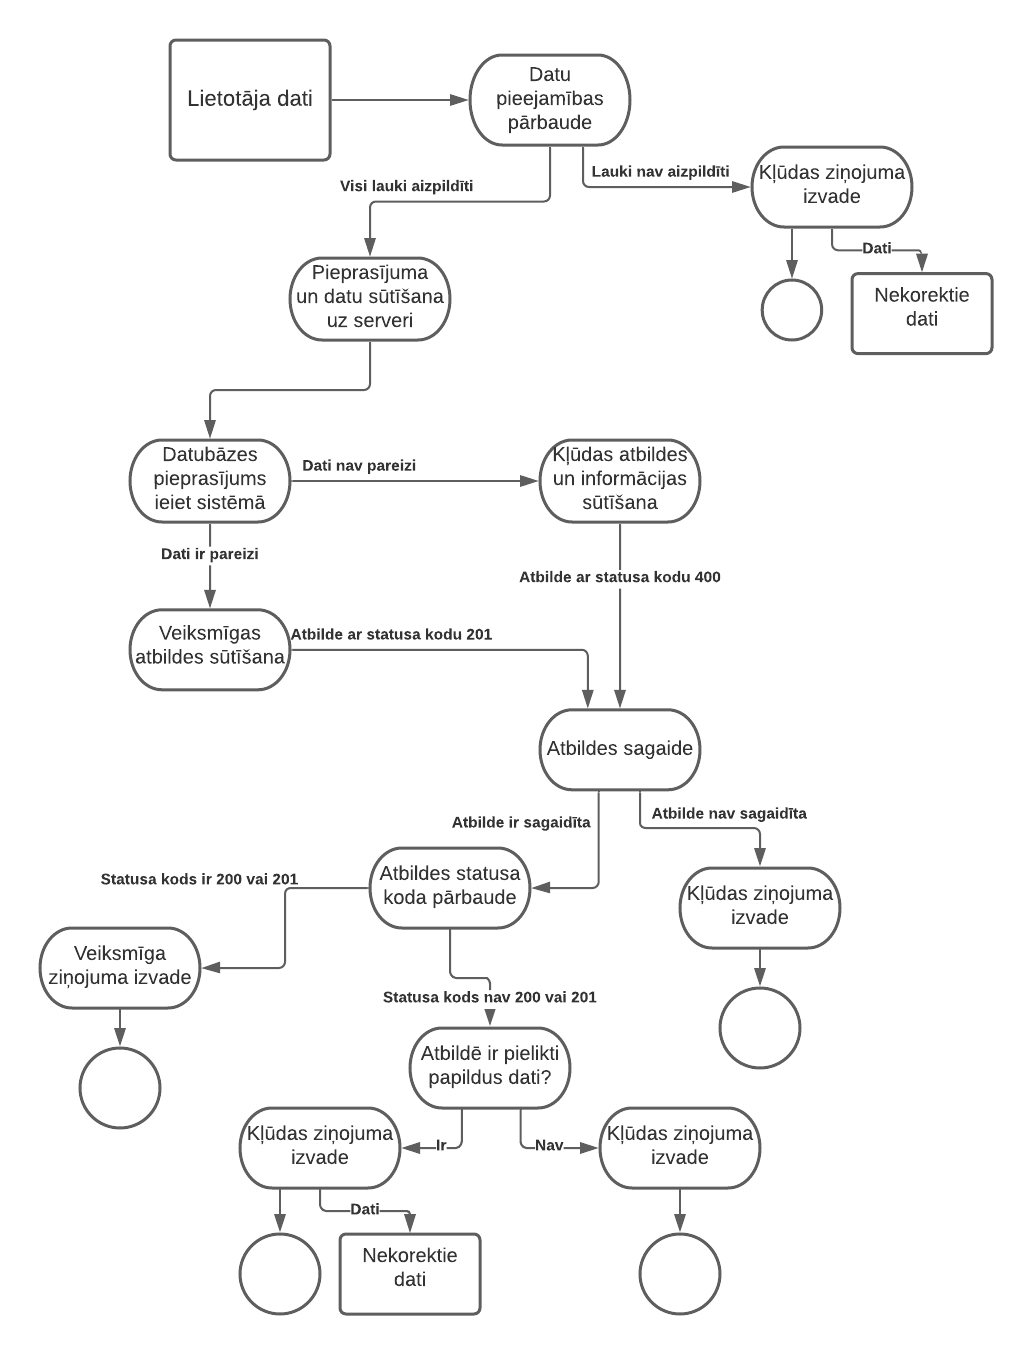 Lietotāja dati
Datu
pieejamības
pārbaude
Lauki nav aizpildīti
Visi lauki aizpildīti
Kļūdas ziņojuma
izvade
Dati
Nekorektie
dati
Pieprasījuma
un datu sūtīšana
uz serveri
Datubāzes
pieprasījums
ieiet sistēmā
Dati nav pareizi
Kļūdas atbildes
un informācijas
sūtīšana
Dati ir pareizi
Atbilde ar statusa kodu 400
Veiksmīgas
atbildes sūtīšana
Atbilde ar statusa kodu 201
Atbildes sagaide
Atbilde ir sagaidīta
Atbilde nav sagaidīta
Atbildes statusa
koda pārbaude
Statusa kods ir 200 vai 201
Kļūdas ziņojuma
izvade
Veiksmīga
ziņojuma izvade
Statusa kods nav 200 vai 201
Atbildē ir pielikti
papildus dati?
Kļūdas ziņojuma
izvade
Ir
Nav
Kļūdas ziņojuma
izvade
Dati
Nekorektie
dati